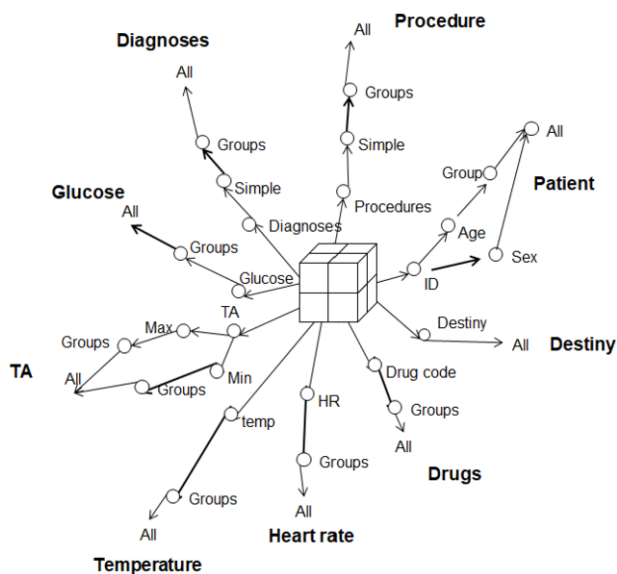 Procedure
All
Diagnoses
All
Groups
Simple
Procedures
Groups
Simple
Diagnoses
All
Group
Patient
Age
Sex
ID
Glucose
All
Groups
Glucose
TA
Max
Groups
TA
All
Min
Groups
Destiny
All
Destiny
Drug code
Groups
All
Drugs
HR
Groups
All
Heart rate
temp
Groups
All
Temperature